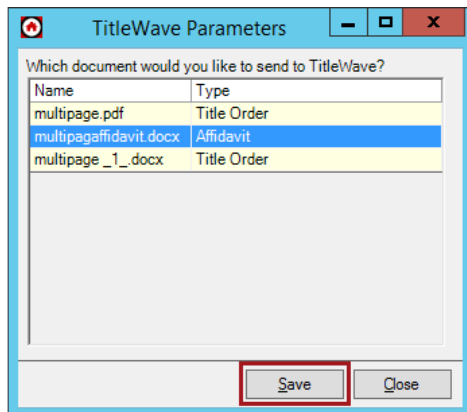 TitleWave Parameters
Which document would you like to send to TitleWave?
Name Type
multipage.pdf Title Order
multipagaffidavit.docx Affidavit
multipage _1_.docx Title Order
Save Close